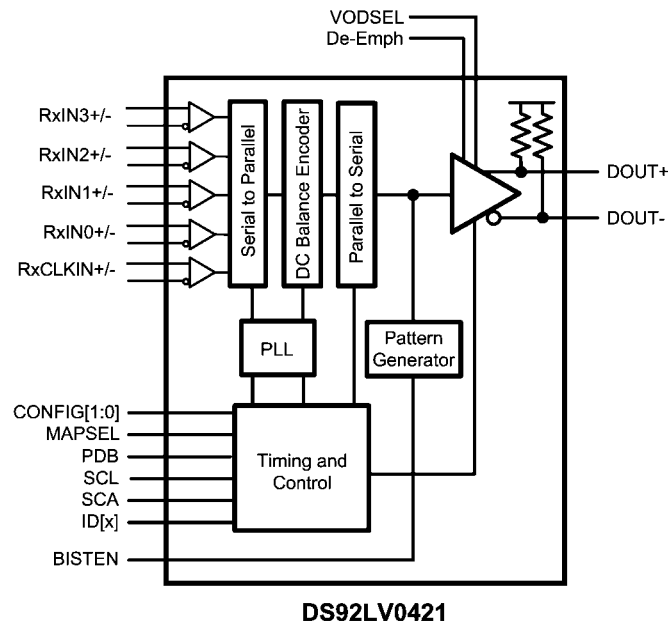 VODSEL
De-Emph
RxIN3+/-
RxIN2+/-
RxIN1+/-
RxIN0+/-
RxCLKIN+/-
Serial to Parallel
DC Balance Encoder
Parallel to Serial
DOUT+
DOUT-
PLL
Pattern
Generator
CONFIG[1:0]
MAPSEL
PDB
SCL
SCA
ID[x]
BISTEN
Timing and
Control
DS92LV0421